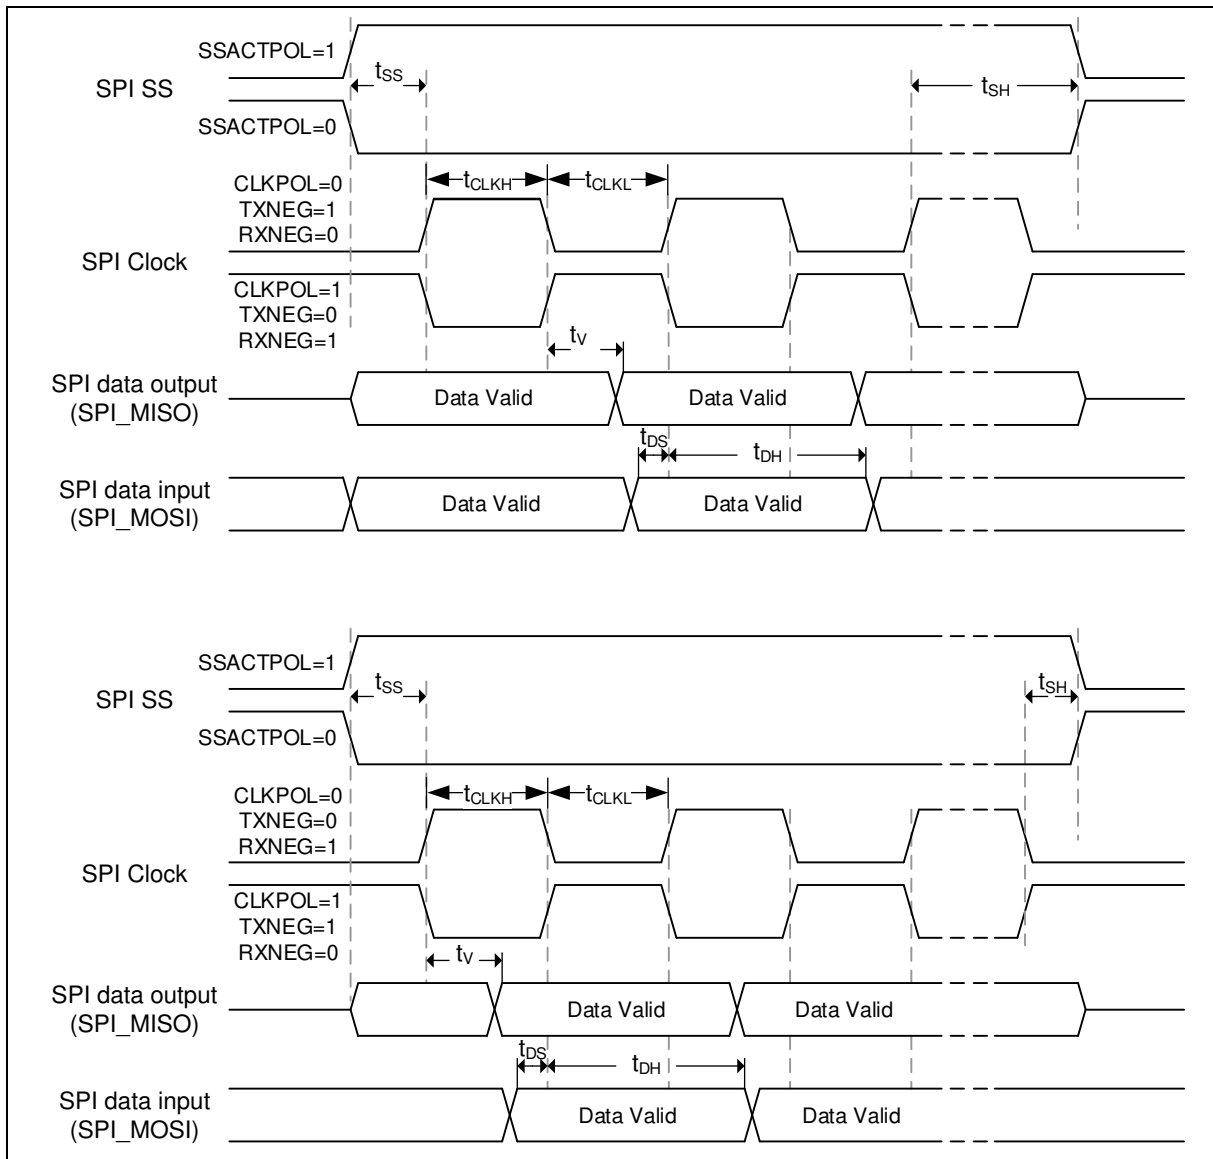 SSACTPOL=1
SPI SS
tSS
tSH
SSACTPOL=0
CLKPOL=0
TXNEG=1
RXNEG=0
tCLKH
tCLKL
SPI Clock
CLKPOL=1
TXNEG=0
RXNEG=1
tV
SPI data output
(SPI_MISO)
Data Valid
Data Valid
tDS
tDH
SPI data input
(SPI_MOSI)
Data Valid
Data Valid
SSACTPOL=1
SPI SS
tSS
tSH
SSACTPOL=0
CLKPOL=0
TXNEG=0
RXNEG=1
tCLKH
tCLKL
SPI Clock
CLKPOL=1
TXNEG=1
RXNEG=0
tV
SPI data output
(SPI_MISO)
Data Valid
Data Valid
tDS
tDH
SPI data input
(SPI_MOSI)
Data Valid
Data Valid